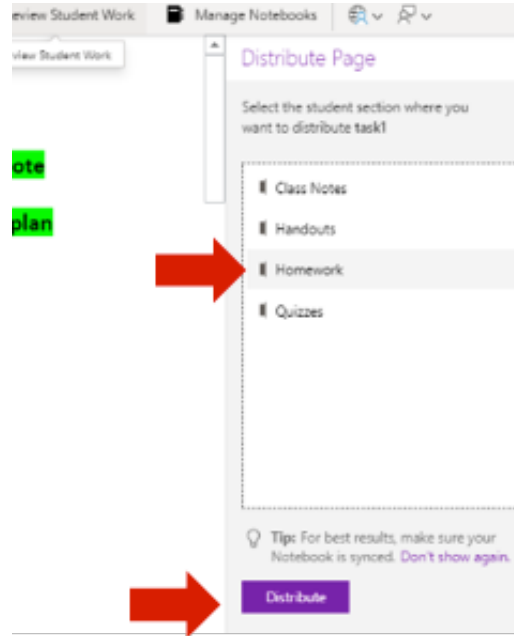 eview Student Work Manage Notebooks
view Student Work
Distribute Page
Select the student section where you
want to distribute task1
ote
Class Notes
plan
Handouts
Homework
Quizzes
Tip: For best results, make sure your
Notebook is synced. Don't show again.
Distribute